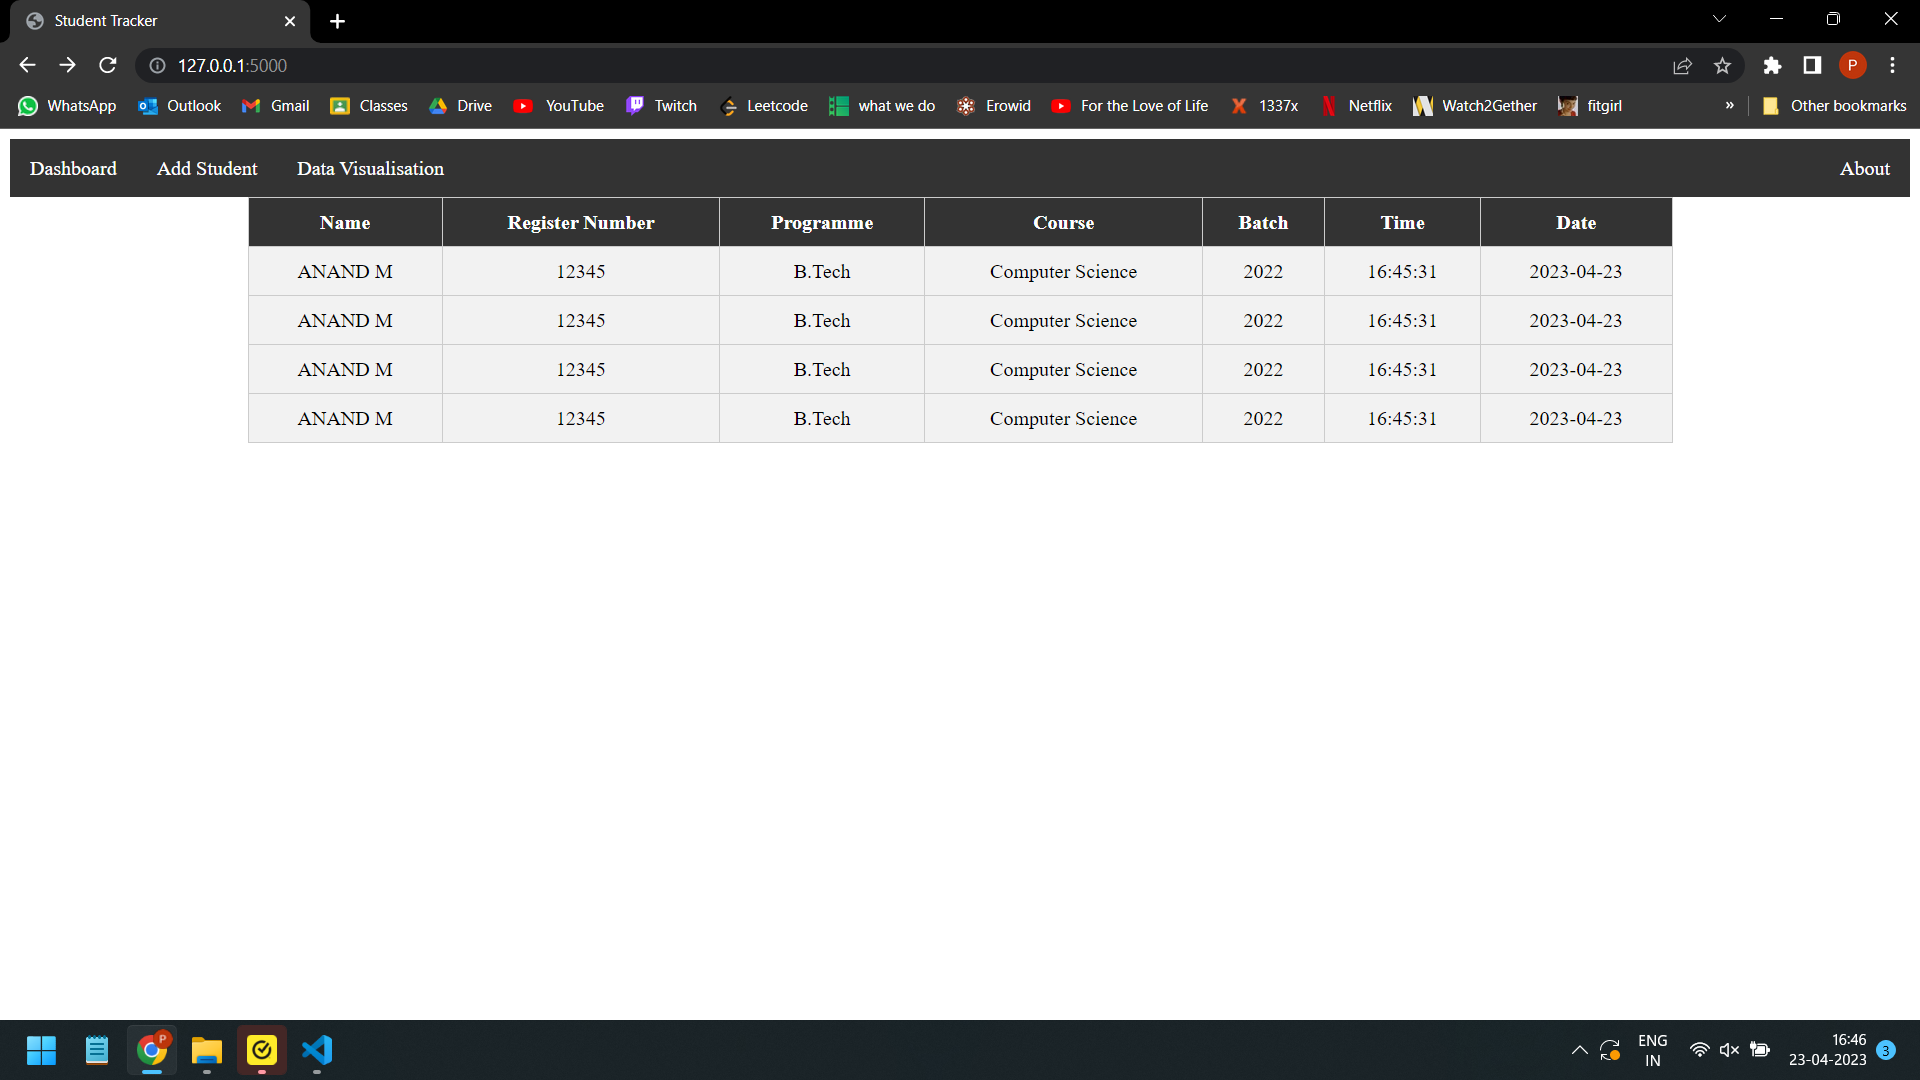 Student Tracker
127.0.0.1:5000
P
WhatsApp Outlook Gmail Classes Drive YouTube Twitch Leetcode what we do Erowid For the Love of Life 1337x Netflix Watch2Gether fitgirl » Other bookmarks
Dashboard Add Student Data Visualisation About
Name Register Number Programme Course Batch Time Date
ANAND M 12345 B.Tech Computer Science 2022 16:45:31 2023-04-23
ANAND M 12345 B.Tech Computer Science 2022 16:45:31 2023-04-23
ANAND M 12345 B.Tech Computer Science 2022 16:45:31 2023-04-23
ANAND M 12345 B.Tech Computer Science 2022 16:45:31 2023-04-23
P
ENG 16:46
IN 23-04-2023 3